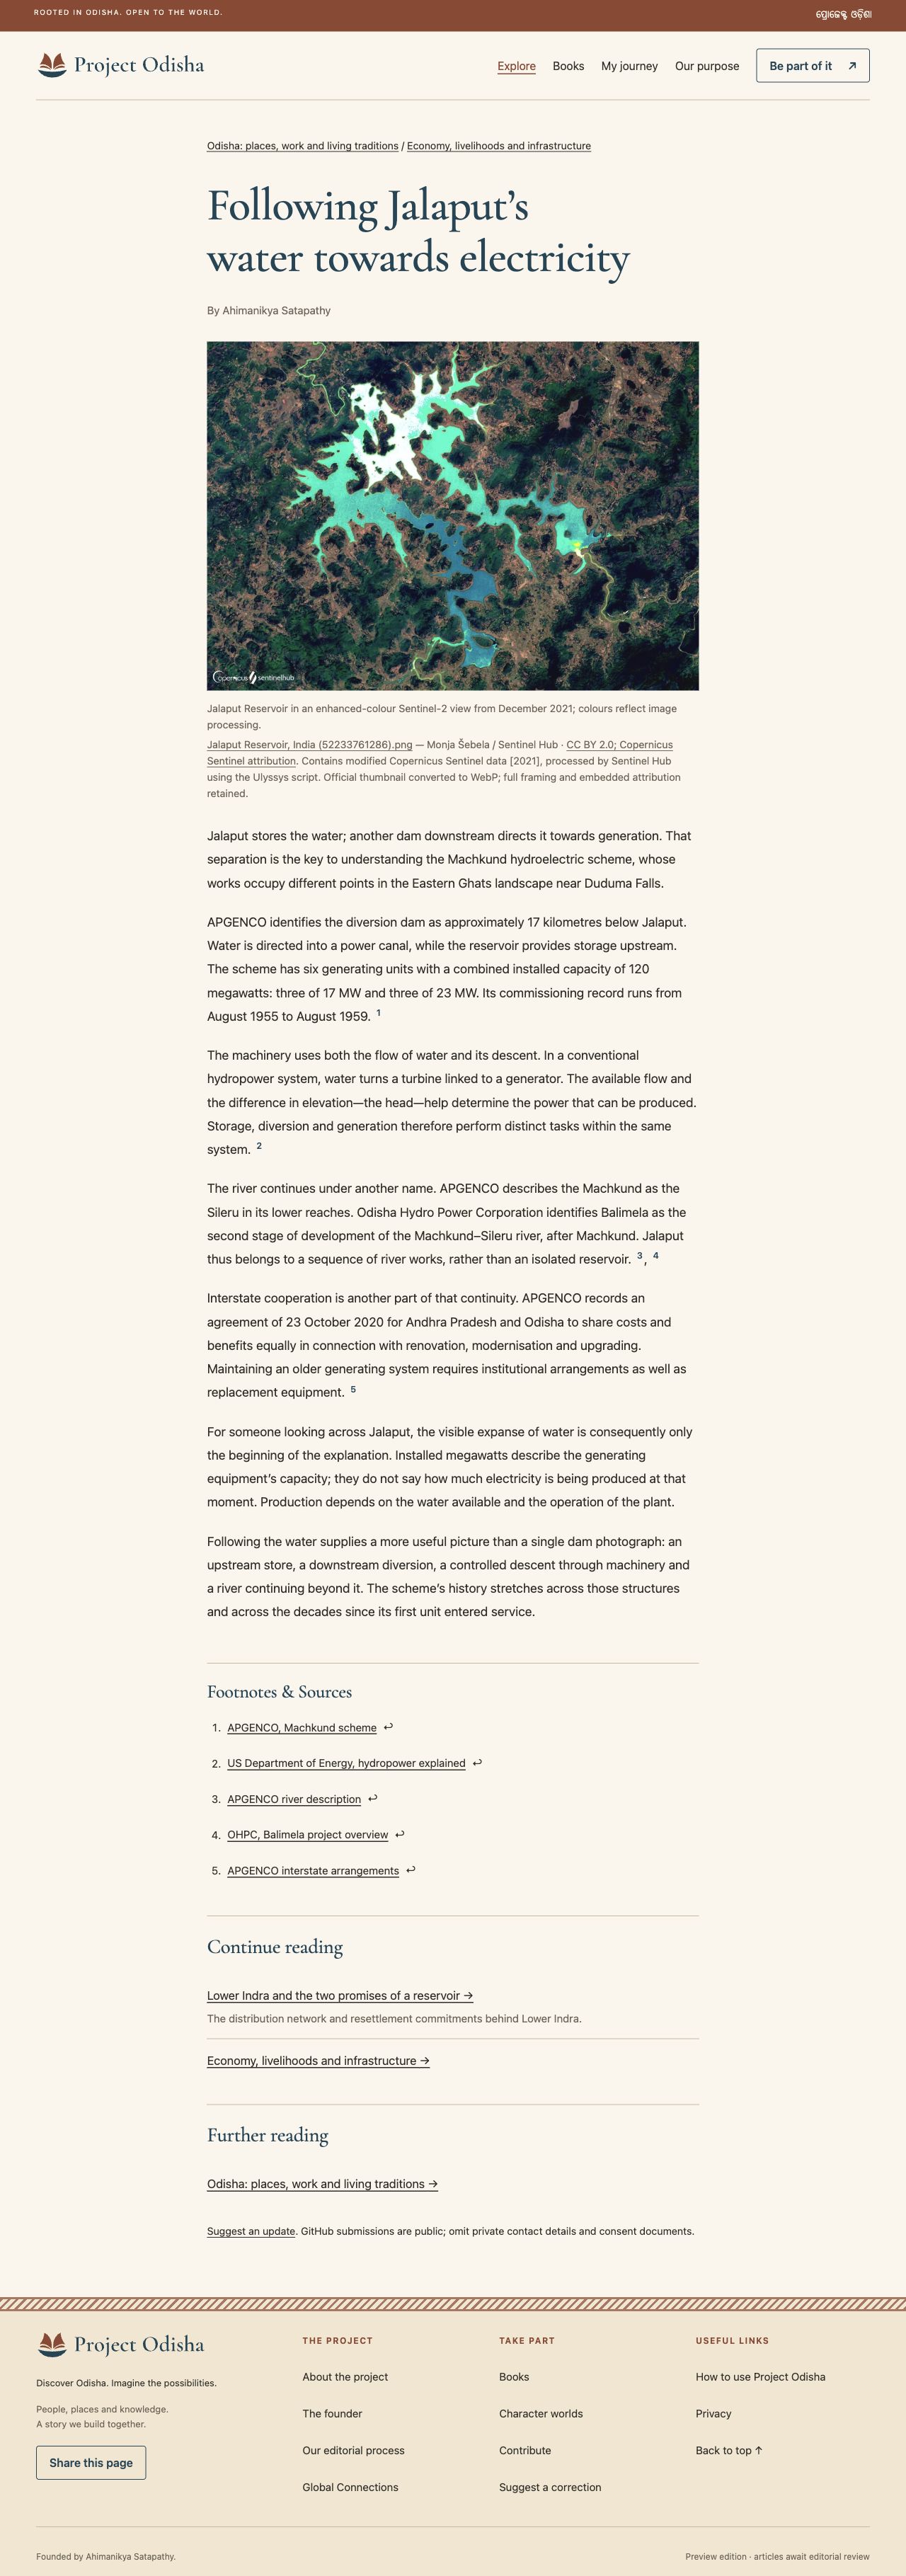 ROOTED IN ODISHA. OPEN TO THE WORLD.
ପ୍ରୋଜେକ୍ଟ ଓଡ଼ିଶା
Project Odisha
Explore
Books
My journey
Our purpose
Be part of it ↗
Odisha: places, work and living traditions / Economy, livelihoods and infrastructure
Following Jalaput’s
water towards electricity
By Ahimanikya Satapathy
Copernicus sentinelhub
Jalaput Reservoir in an enhanced-colour Sentinel-2 view from December 2021; colours reflect image
processing.
Jalaput Reservoir, India (52233761286).png — Monja Šebela / Sentinel Hub · CC BY 2.0; Copernicus
Sentinel attribution. Contains modified Copernicus Sentinel data [2021], processed by Sentinel Hub
using the Ulyssys script. Official thumbnail converted to WebP; full framing and embedded attribution
retained.
Jalaput stores the water; another dam downstream directs it towards generation. That
separation is the key to understanding the Machkund hydroelectric scheme, whose
works occupy different points in the Eastern Ghats landscape near Duduma Falls.
APGENCO identifies the diversion dam as approximately 17 kilometres below Jalaput.
Water is directed into a power canal, while the reservoir provides storage upstream.
The scheme has six generating units with a combined installed capacity of 120
megawatts: three of 17 MW and three of 23 MW. Its commissioning record runs from
August 1955 to August 1959. 1
The machinery uses both the flow of water and its descent. In a conventional
hydropower system, water turns a turbine linked to a generator. The available flow and
the difference in elevation—the head—help determine the power that can be produced.
Storage, diversion and generation therefore perform distinct tasks within the same
system. 2
The river continues under another name. APGENCO describes the Machkund as the
Sileru in its lower reaches. Odisha Hydro Power Corporation identifies Balimela as the
second stage of development of the Machkund–Sileru river, after Machkund. Jalaput
thus belongs to a sequence of river works, rather than an isolated reservoir. 3, 4
Interstate cooperation is another part of that continuity. APGENCO records an
agreement of 23 October 2020 for Andhra Pradesh and Odisha to share costs and
benefits equally in connection with renovation, modernisation and upgrading.
Maintaining an older generating system requires institutional arrangements as well as
replacement equipment. 5
For someone looking across Jalaput, the visible expanse of water is consequently only
the beginning of the explanation. Installed megawatts describe the generating
equipment’s capacity; they do not say how much electricity is being produced at that
moment. Production depends on the water available and the operation of the plant.
Following the water supplies a more useful picture than a single dam photograph: an
upstream store, a downstream diversion, a controlled descent through machinery and
a river continuing beyond it. The scheme’s history stretches across those structures
and across the decades since its first unit entered service.
Footnotes & Sources
1. APGENCO, Machkund scheme ↩
2. US Department of Energy, hydropower explained ↩
3. APGENCO river description ↩
4. OHPC, Balimela project overview ↩
5. APGENCO interstate arrangements ↩
Continue reading
Lower Indra and the two promises of a reservoir →
The distribution network and resettlement commitments behind Lower Indra.
Economy, livelihoods and infrastructure →
Further reading
Odisha: places, work and living traditions →
Suggest an update. GitHub submissions are public; omit private contact details and consent documents.
Project Odisha
Discover Odisha. Imagine the possibilities.
People, places and knowledge.
A story we build together.
Share this page
THE PROJECT
About the project
The founder
Our editorial process
Global Connections
TAKE PART
Books
Character worlds
Contribute
Suggest a correction
USEFUL LINKS
How to use Project Odisha
Privacy
Back to top ↑
Founded by Ahimanikya Satapathy.
Preview edition · articles await editorial review